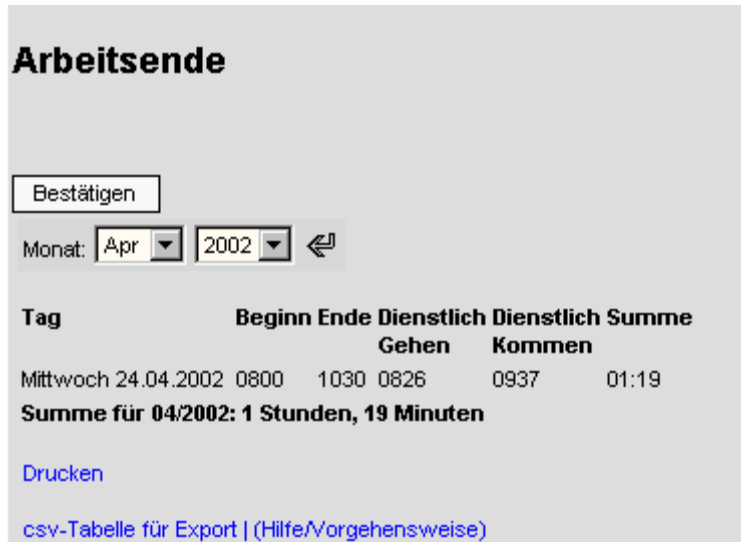 Arbeitsende
Bestätigen
Monat: Apr 2002
Tag Beginn Ende Dienstlich Dienstlich Summe
Gehen Kommen
Mittwoch 24.04.2002 0800 1030 0826 0937 01:19
Summe für 04/2002: 1 Stunden, 19 Minuten
Drucken
csv-Tabelle für Export | (Hilfe/Vorgehensweise)